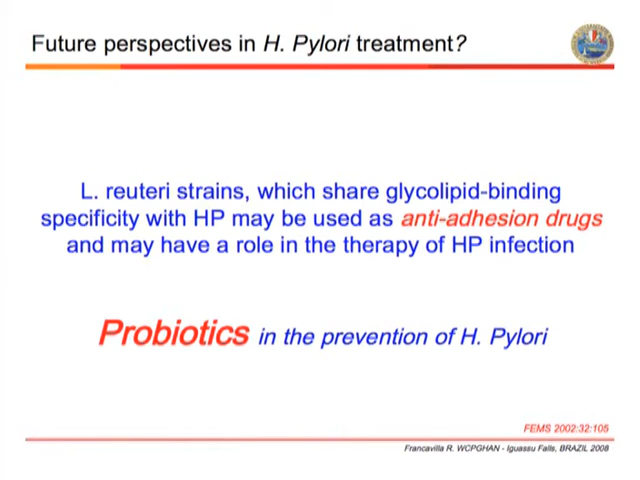 Future perspectives in H. Pylori treatment?
L. reuteri strains, which share glycolipid-binding
specificity with HP may be used as anti-adhesion drugs
and may have a role in the therapy of HP infection
Probiotics in the prevention of H. Pylori
FEMS 2002:32:105
Francavilla R. WCPGHAN - Iguassu Falls, BRAZIL 2008